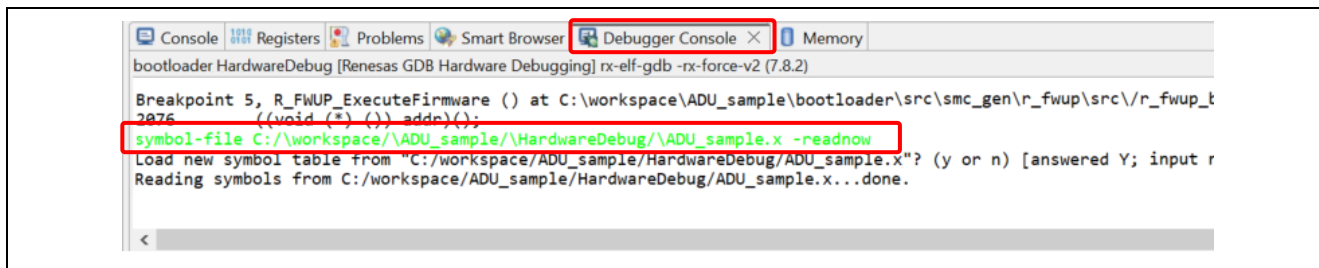 Console Registers Problems Smart Browser Debugger Console Memory
bootloader HardwareDebug [Renesas GDB Hardware Debugging] rx-elf-gdb -rx-force-v2 (7.8.2)
Breakpoint 5, R_FWUP_ExecuteFirmware () at C:\workspace\ADU_sample\bootloader\src\smc_gen\r_fwup\src\/r_fwup_b
2076 ((void (*) ()) addr)();
symbol-file C:/\workspace/\ADU_sample/\HardwareDebug/\ADU_sample.x -readnow
Load new symbol table from "C:/workspace/ADU_sample/HardwareDebug/ADU_sample.x"? (y or n) [answered Y; input r
Reading symbols from C:/workspace/ADU_sample/HardwareDebug/ADU_sample.x...done.